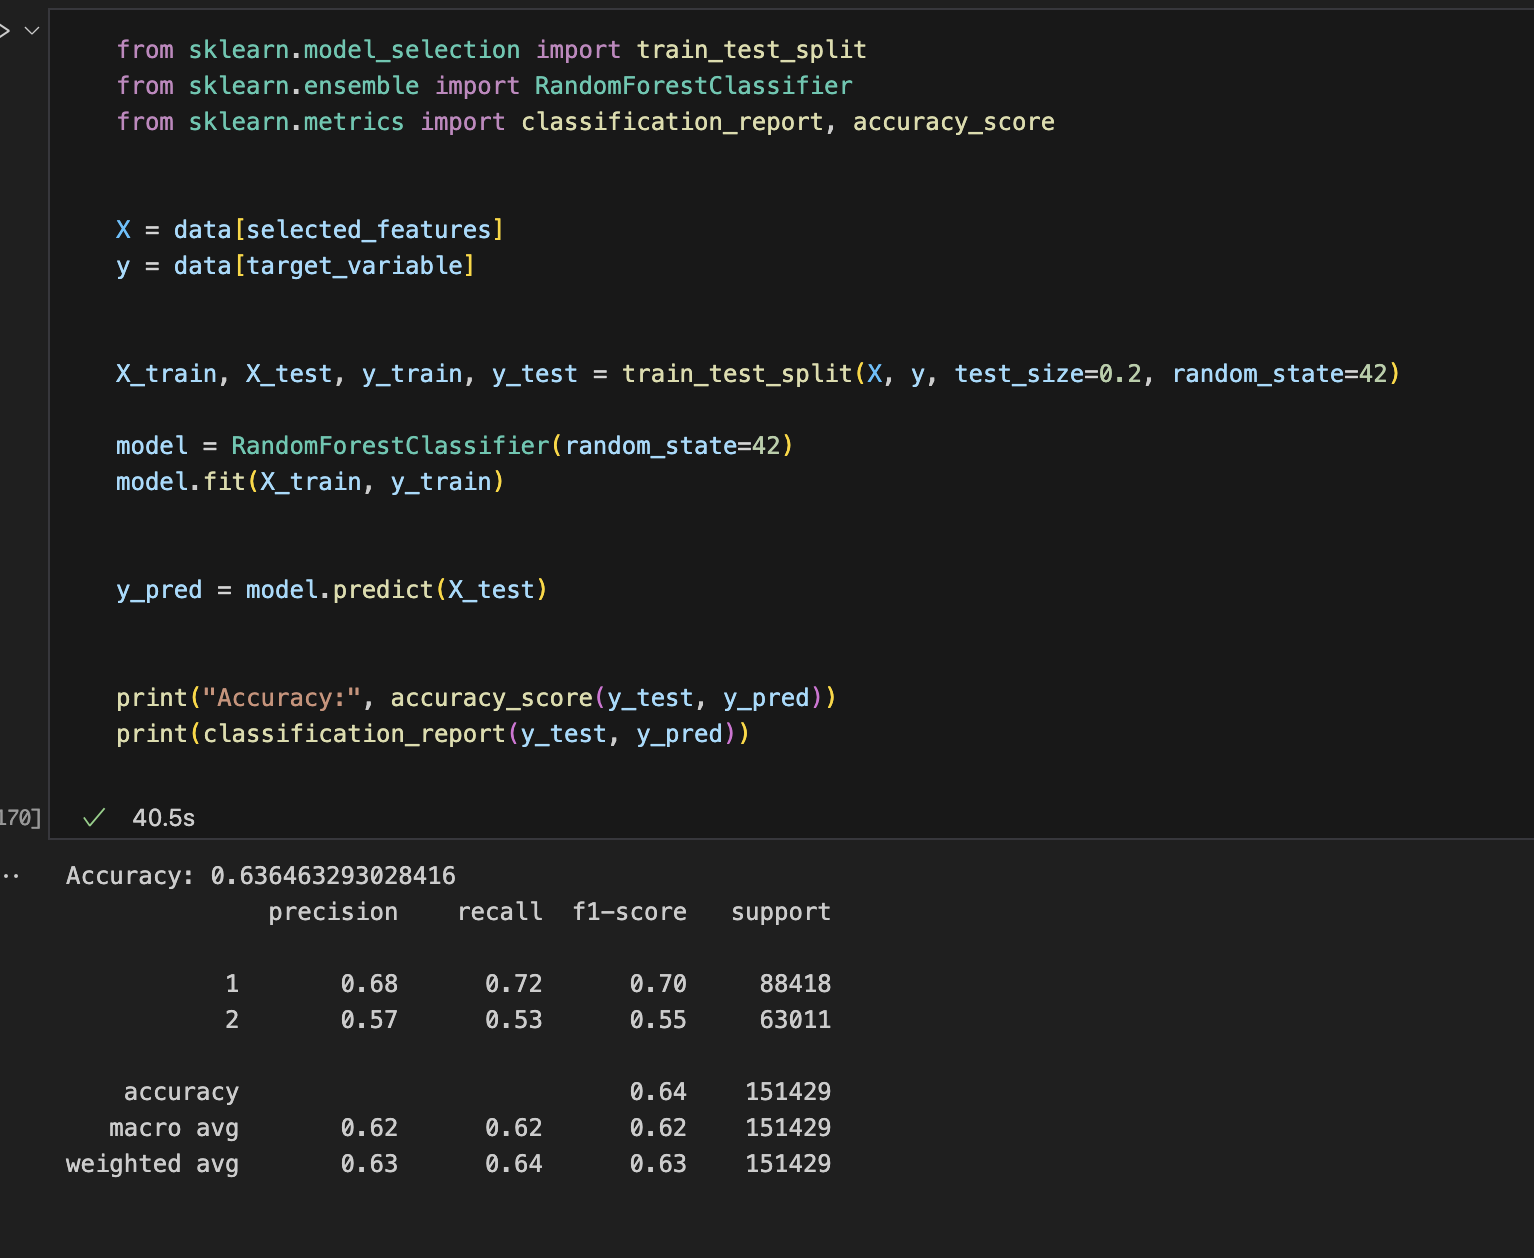 from sklearn.model_selection import train_test_split
from sklearn.ensemble import RandomForestClassifier
from sklearn.metrics import classification_report, accuracy_score
X = data[selected_features]
y = data[target_variable]
X_train, X_test, y_train, y_test = train_test_split(X, y, test_size=0.2, random_state=42)
model = RandomForestClassifier(random_state=42)
model.fit(X_train, y_train)
y_pred = model.predict(X_test)
print("Accuracy:", accuracy_score(y_test, y_pred))
print(classification_report(y_test, y_pred))
170] 40.5s
Accuracy: 0.636463293028416
precision recall f1-score support
1 0.68 0.72 0.70 88418
2 0.57 0.53 0.55 63011
accuracy 0.64 151429
macro avg 0.62 0.62 0.62 151429
weighted avg 0.63 0.64 0.63 151429